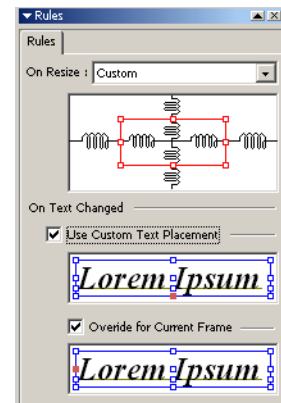 Rules
Rules
On Resize : Custom
On Text Changed
Use Custom Text Placement
Lorem Ipsum
Overide for Current Frame
Lorem Ipsum